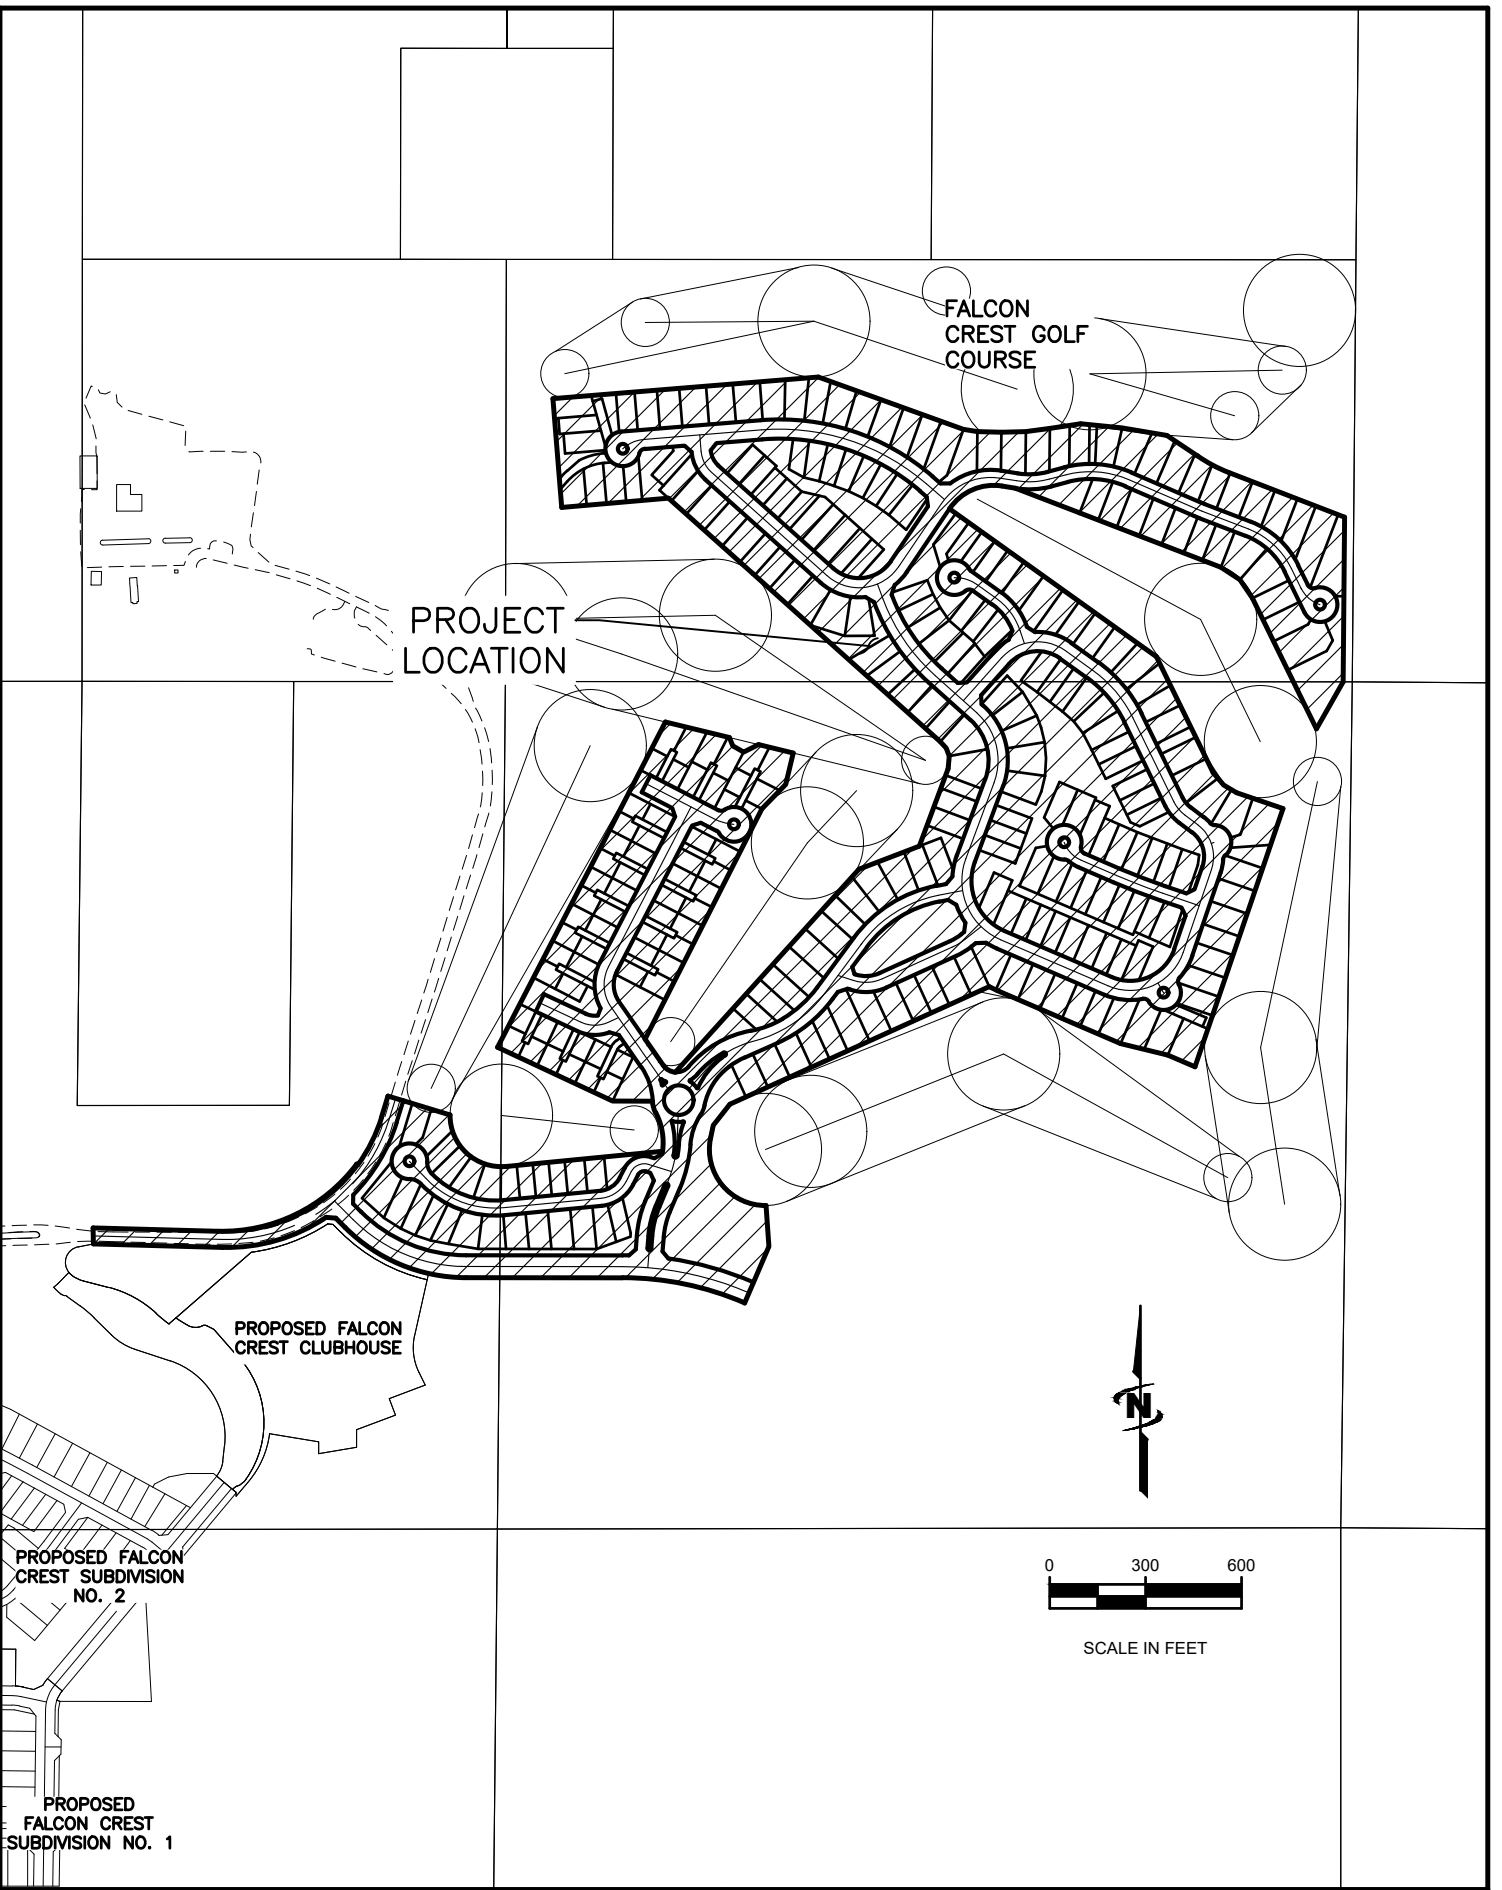 FALCON
CREST GOLF
COURSE
PROJECT
LOCATION
PROPOSED FALCON
CREST CLUBHOUSE
N
PROPOSED FALCON
CREST SUBDIVISION
NO. 2
0 300 600
SCALE IN FEET
PROPOSED
FALCON CREST
SUBDIVISION NO. 1